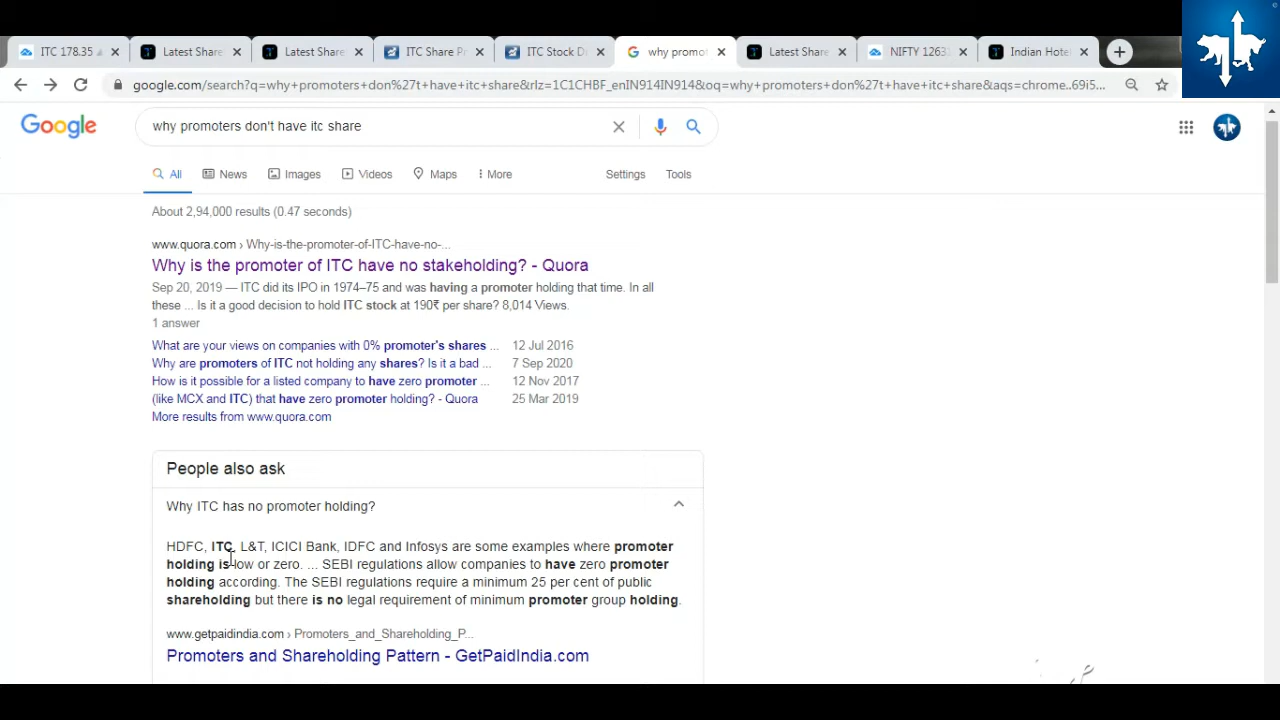 ITC 178.35
Latest Share
Latest Share
ITC Share Pr
ITC Stock D
why promo
Latest Share
NIFTY 1263
Indian Hote
google.com/search?q=why+promoters+don%27t+have+itc+share&rlz=1C1CHBF_enIN914IN914&oq=why+promoters+don%27t+have+itc+share&aqs=chrome..69i5...
Google
why promoters don't have itc share
All
News
Images
Videos
Maps
More
Settings
Tools
About 2,94,000 results (0.47 seconds)
www.quora.com › Why-is-the-promoter-of-ITC-have-no-...
Why is the promoter of ITC have no stakeholding? - Quora
Sep 20, 2019 — ITC did its IPO in 1974–75 and was having a promoter holding that time. In all
these ... Is it a good decision to hold ITC stock at 190₹ per share? 8,014 Views.
1 answer
What are your views on companies with 0% promoter's shares ... 12 Jul 2016
Why are promoters of ITC not holding any shares? Is it a bad ... 7 Sep 2020
How is it possible for a listed company to have zero promoter ... 12 Nov 2017
(like MCX and ITC) that have zero promoter holding? - Quora 25 Mar 2019
More results from www.quora.com
People also ask
Why ITC has no promoter holding?
HDFC, ITC, L&T, ICICI Bank, IDFC and Infosys are some examples where promoter
holding is low or zero. ... SEBI regulations allow companies to have zero promoter
holding according. The SEBI regulations require a minimum 25 per cent of public
shareholding but there is no legal requirement of minimum promoter group holding.
www.getpaidindia.com › Promoters_and_Shareholding_P...
Promoters and Shareholding Pattern - GetPaidIndia.com